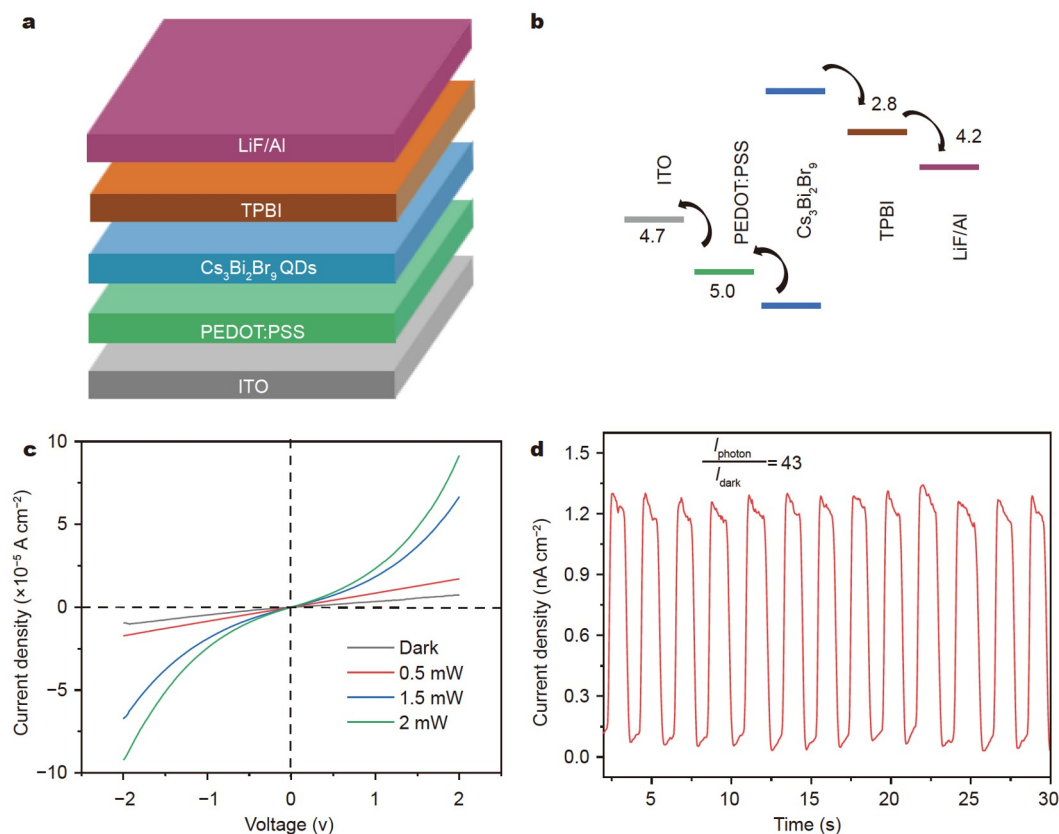 a
LiF/Al
TPBI
Cs₃Bi₂Br₉ QDs
PEDOT:PSS
ITO
b
ITO
4.7
PEDOT:PSS
5.0
Cs₃Bi₂Br₉
2.8
TPBI
4.2
LiF/Al
c
Current density (×10⁻⁵ A cm⁻²)
10
5
0
−5
−10
Dark
0.5 mW
1.5 mW
2 mW
−2 −1 0 1 2
Voltage (v)
d
I_photon
I_dark
= 43
Current density (nA cm⁻²)
1.5
1.2
0.9
0.6
0.3
0.0
5 10 15 20 25 30
Time (s)